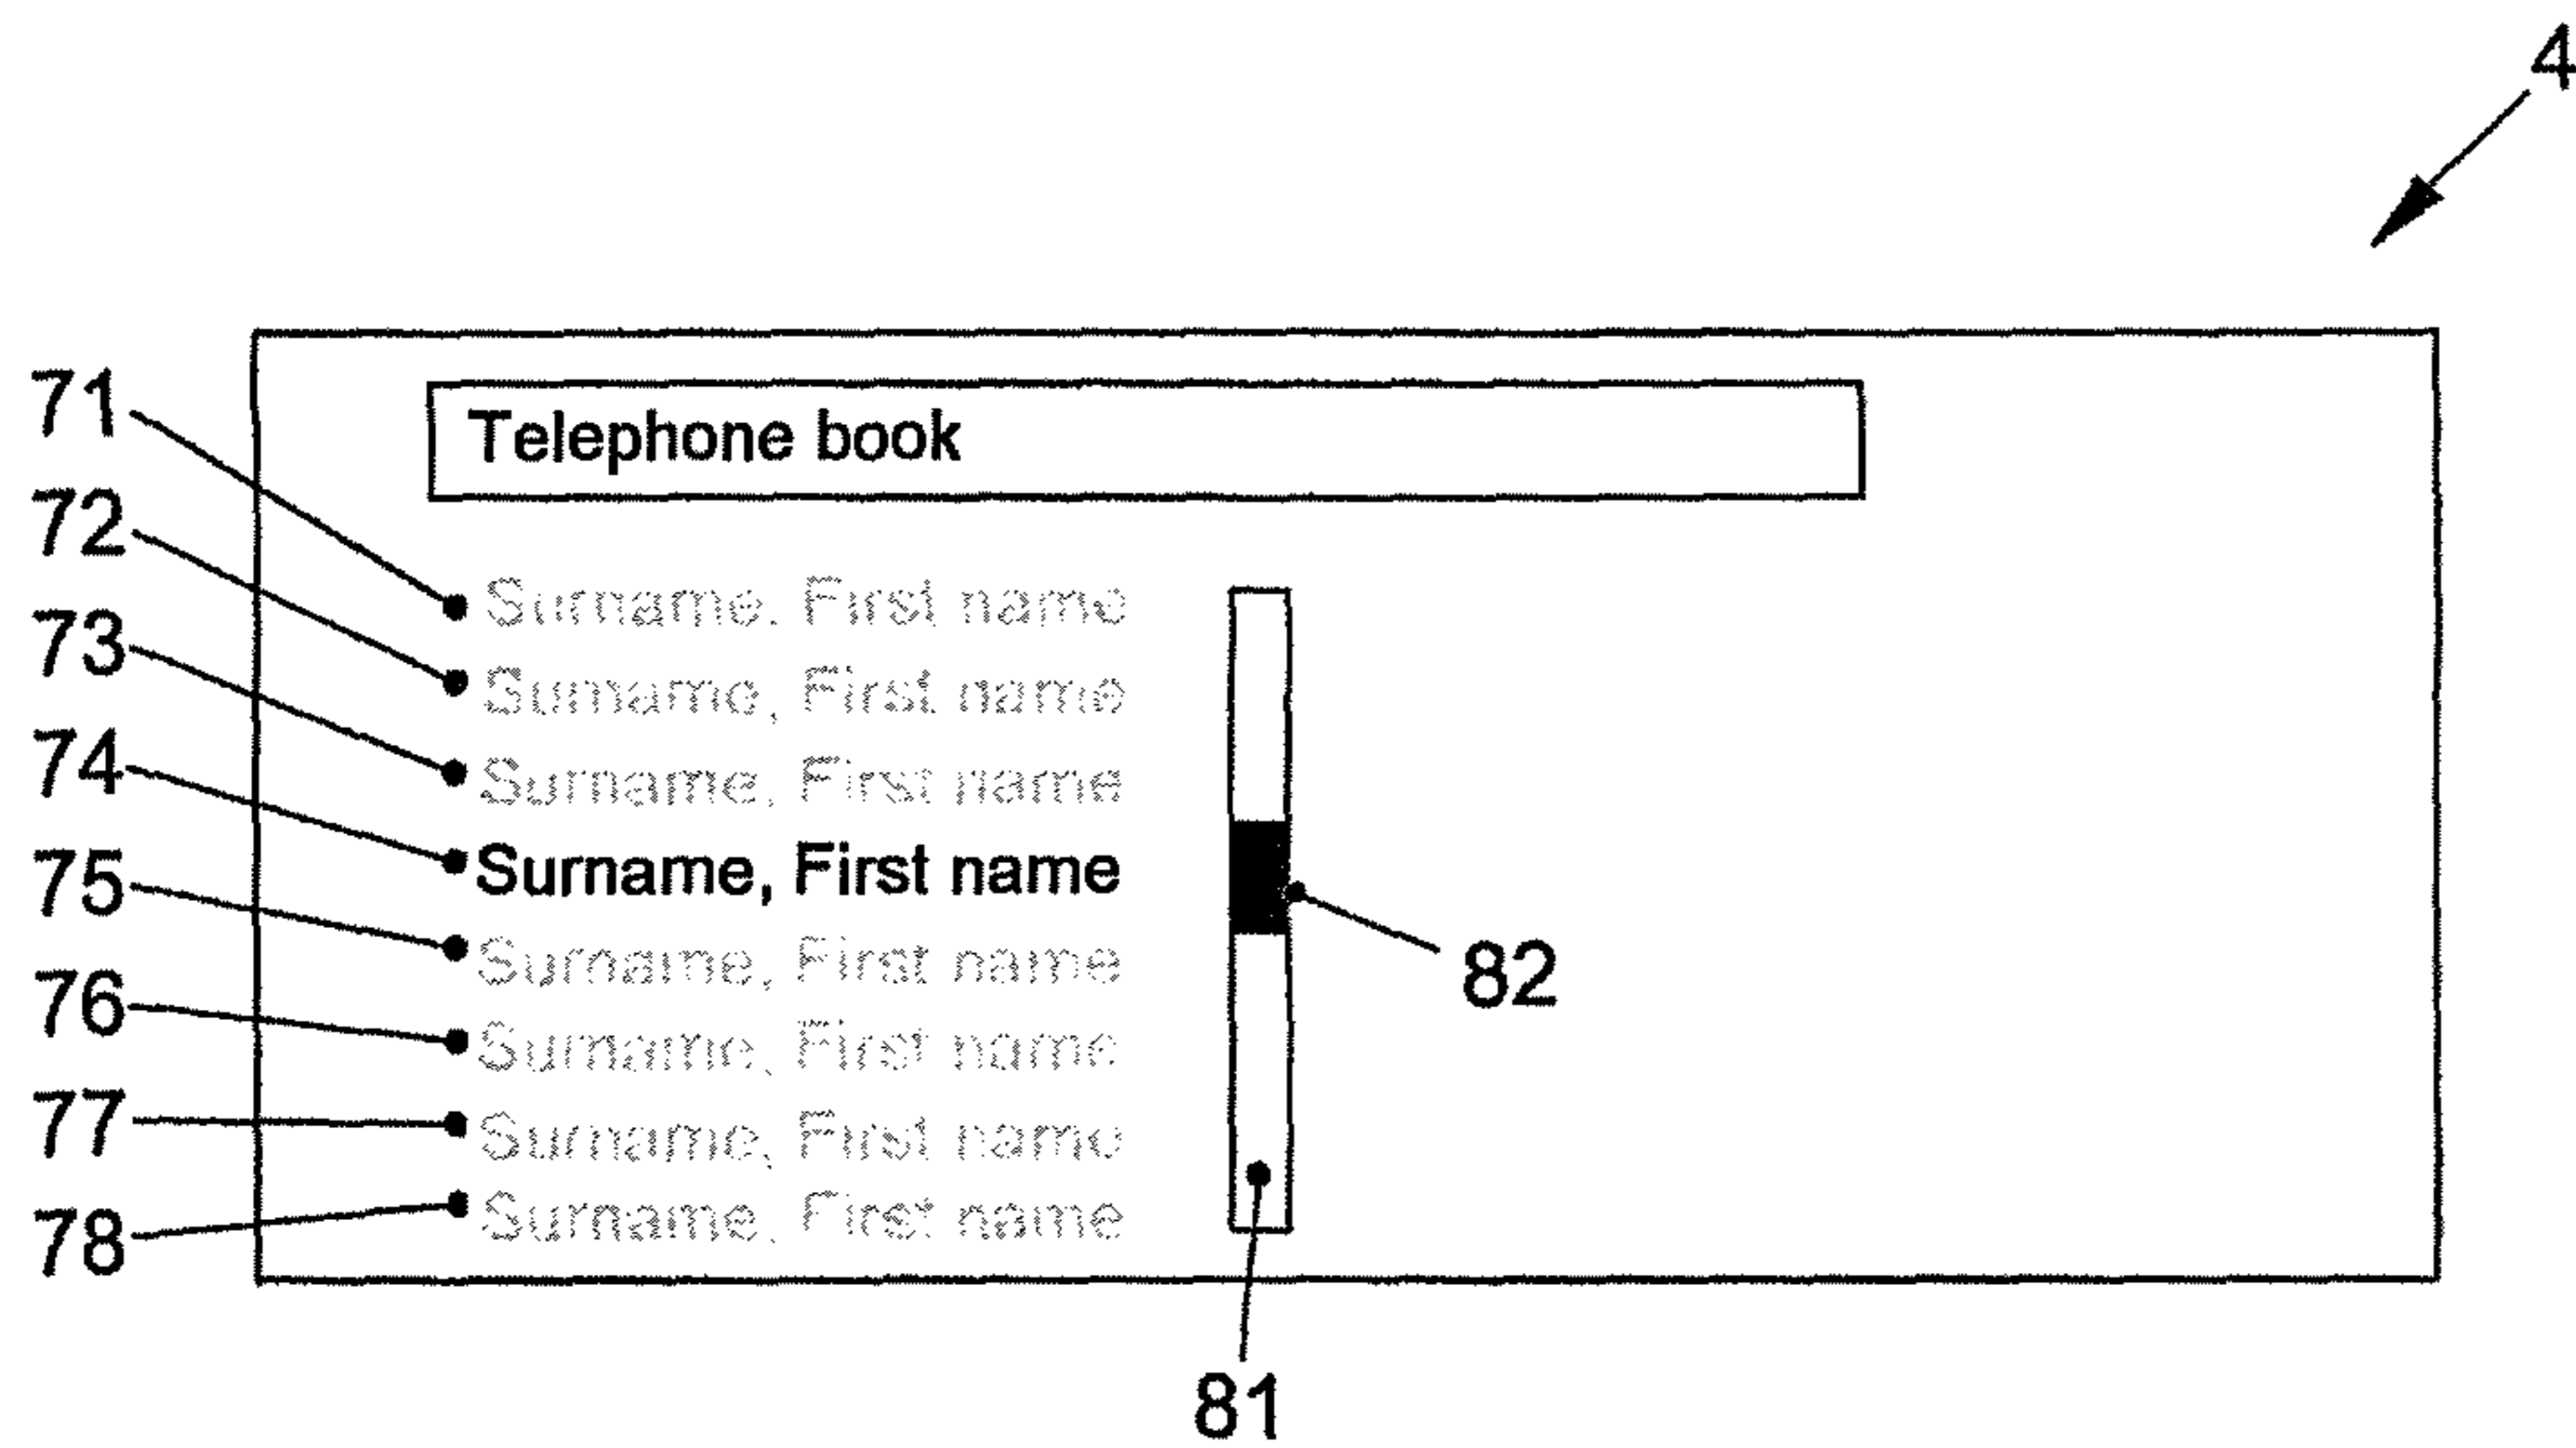 4
Telephone book
71
72
73
74
75
76
77
78
Surname, First name
Surname, First name
Surname, First name
Surname, First name
Surname, First name
Surname, First name
Surname, First name
Surname, First name
82
81